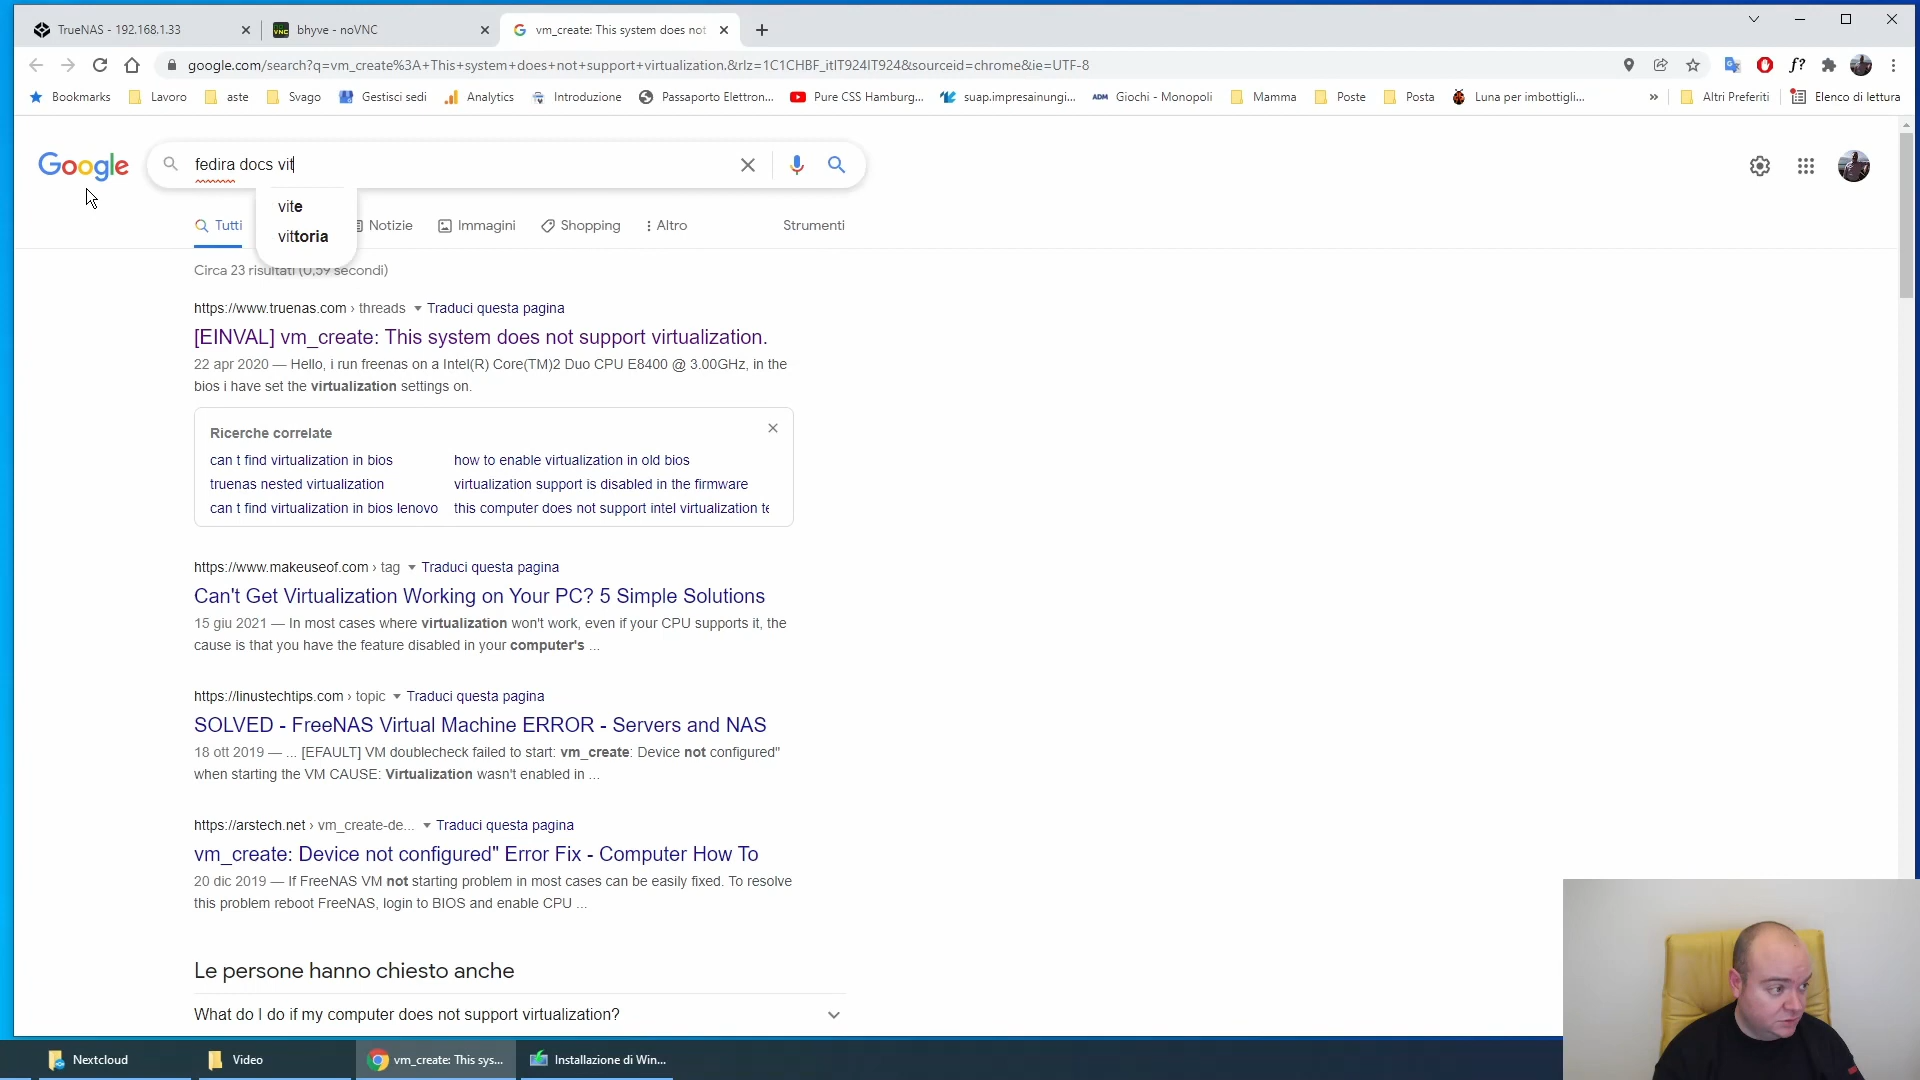 TrueNAS - 192.168.1.33
bhyve - noVNC
vm_create: This system does not
google.com/search?q=vm_create%3A+This+system+does+not+support+virtualization.&rlz=1C1CHBF_itIT924IT924&sourceid=chrome&ie=UTF-8
Bookmarks Lavoro aste Svago Gestisci sedi Analytics Introduzione Passaporto Elettron... Pure CSS Hamburg... suap.impresainungi... ADM Giochi - Monopoli Mamma Poste Posta Luna per imbottigli... » Altri Preferiti Elenco di lettura
Google
fedira docs vit
vite
vittoria
Tutti Notizie Immagini Shopping Altro Strumenti
Circa 23 risultati (0,59 secondi)
https://www.truenas.com › threads Traduci questa pagina
[EINVAL] vm_create: This system does not support virtualization.
22 apr 2020 — Hello, i run freenas on a Intel(R) Core(TM)2 Duo CPU E8400 @ 3.00GHz, in the
bios i have set the virtualization settings on.
Ricerche correlate
can t find virtualization in bios how to enable virtualization in old bios
truenas nested virtualization virtualization support is disabled in the firmware
can t find virtualization in bios lenovo this computer does not support intel virtualization te
https://www.makeuseof.com › tag Traduci questa pagina
Can't Get Virtualization Working on Your PC? 5 Simple Solutions
15 giu 2021 — In most cases where virtualization won't work, even if your CPU supports it, the
cause is that you have the feature disabled in your computer's ...
https://linustechtips.com › topic Traduci questa pagina
SOLVED - FreeNAS Virtual Machine ERROR - Servers and NAS
18 ott 2019 — ... [EFAULT] VM doublecheck failed to start: vm_create: Device not configured"
when starting the VM CAUSE: Virtualization wasn't enabled in ...
https://arstech.net › vm_create-de... Traduci questa pagina
vm_create: Device not configured" Error Fix - Computer How To
20 dic 2019 — If FreeNAS VM not starting problem in most cases can be easily fixed. To resolve
this problem reboot FreeNAS, login to BIOS and enable CPU ...
Le persone hanno chiesto anche
What do I do if my computer does not support virtualization?
Nextcloud Video vm_create: This sys... Installazione di Win...